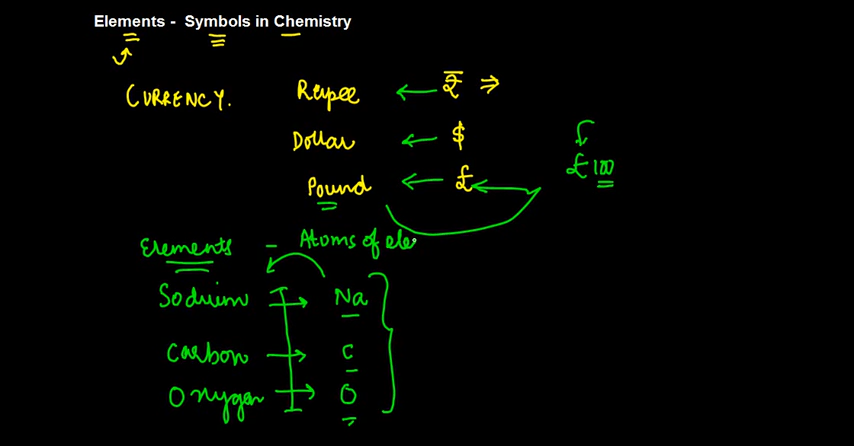 Elements - Symbols in Chemistry
CURRENCY. Rupee ← ₹ ⇒
Dollar ← $
Pound ← £
£100
Elements - Atoms of ele
Sodium → Na
Carbon → C
Oxygen → O